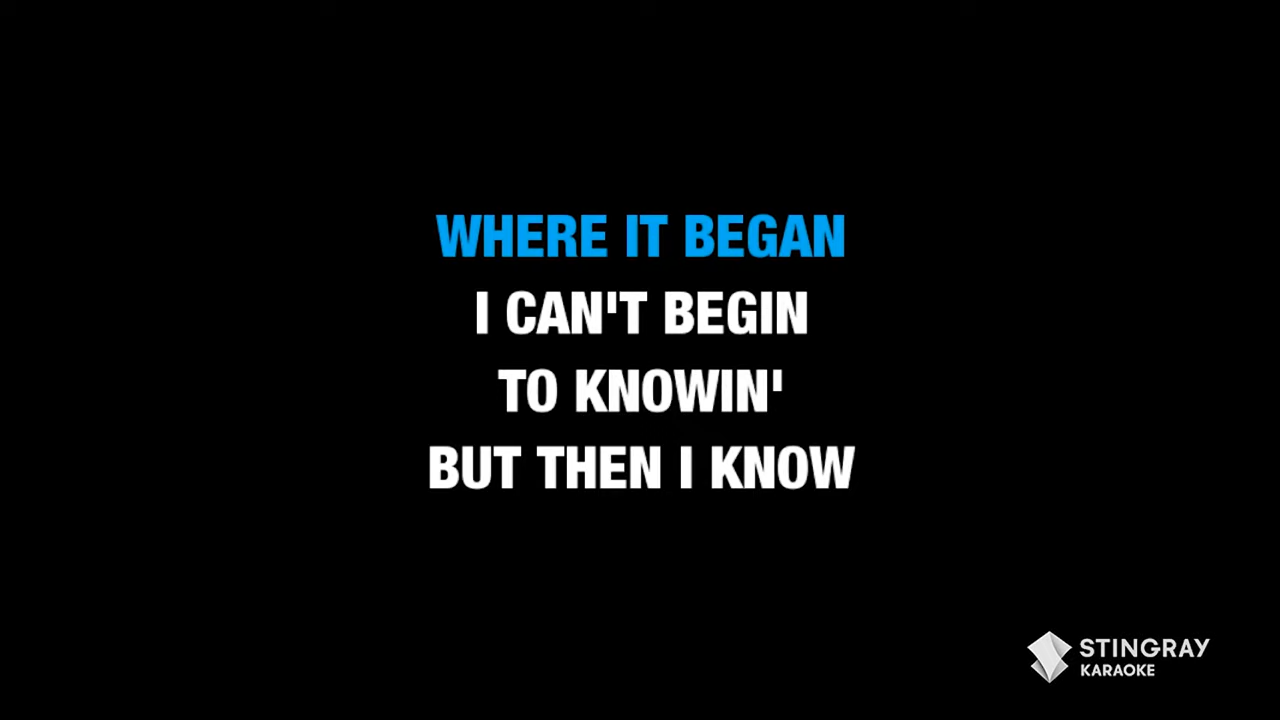 WHERE IT BEGAN
I CAN'T BEGIN
TO KNOWIN'
BUT THEN I KNOW
STINGRAY
KARAOKE